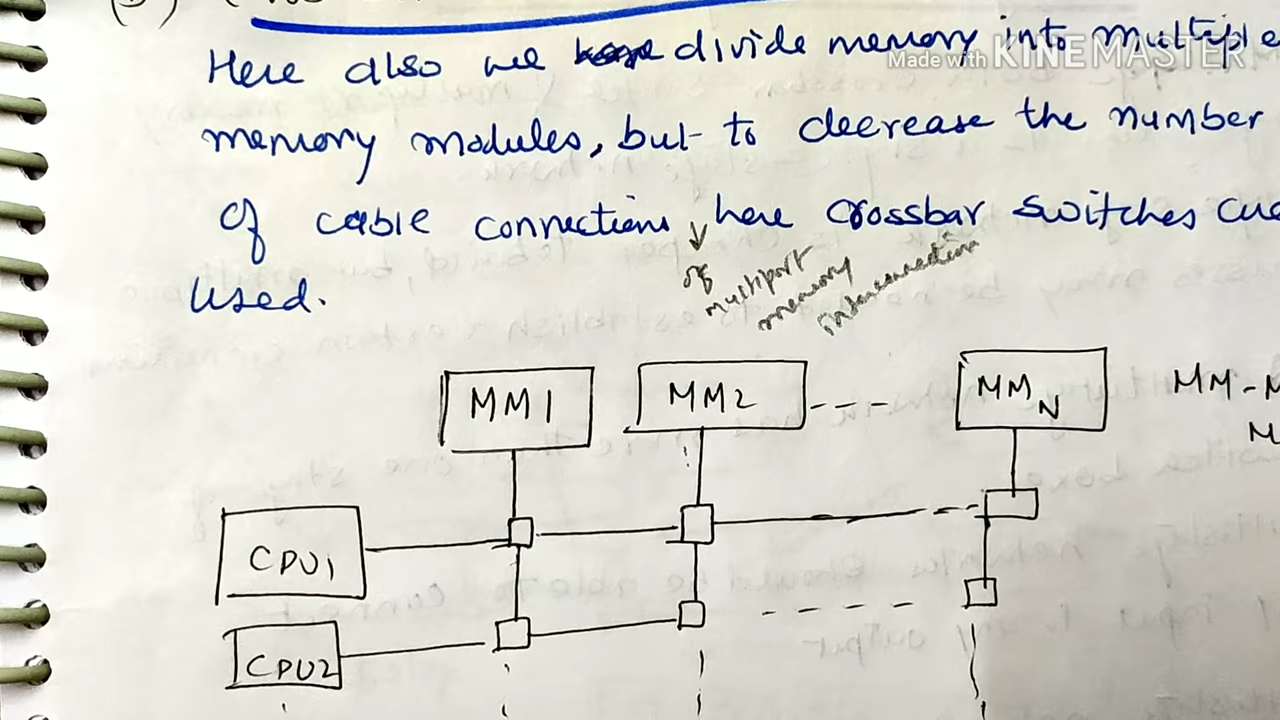 Here also we divide memory into multiple
memory modules, but to decrease the number
of cable connections here crossbar switches
used.
of
multiport
memory
interconnection
Made with KINEMASTER
MM1 MM2 MMN MM-
CPU1
CPU2